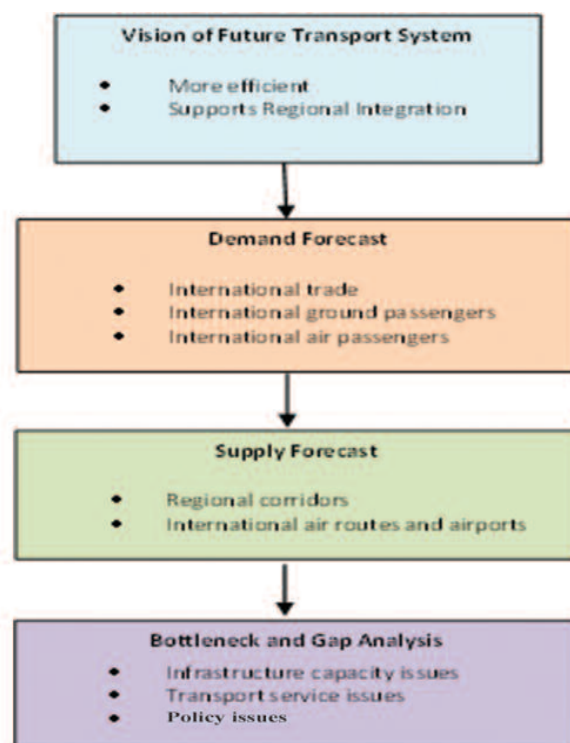 Vision of Future Transport System
• More efficient
• Supports Regional Integration
Demand Forecast
• International trade
• International ground passengers
• International air passengers
Supply Forecast
• Regional corridors
• International air routes and airports
Bottleneck and Gap Analysis
• Infrastructure capacity issues
• Transport service issues
• Policy issues